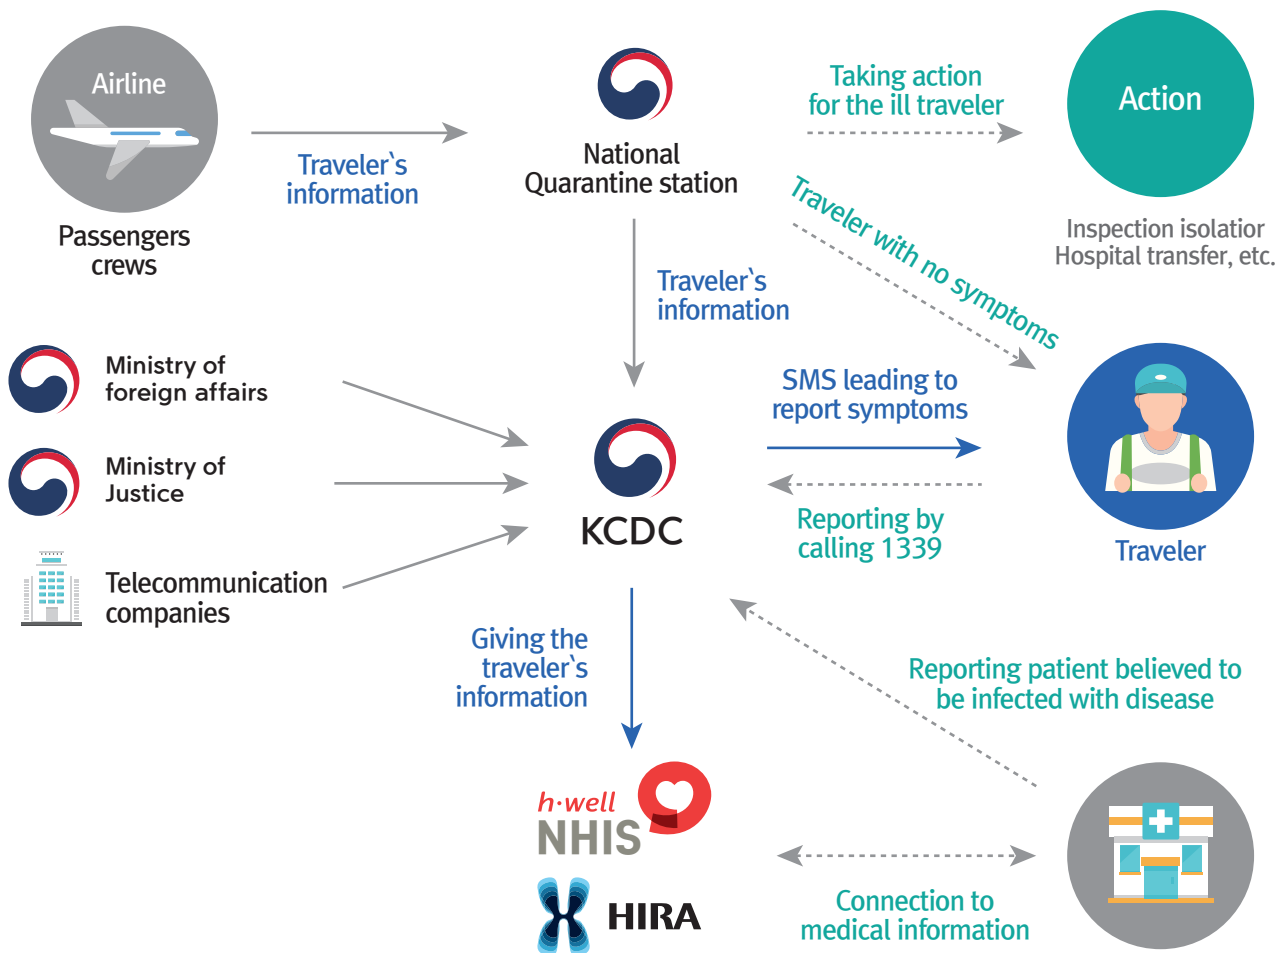 Airline
Passengers
crews
Traveler`s
information
National
Quarantine station
Taking action
for the ill traveler
Action
Inspection isolatior
Hospital transfer, etc.
Traveler with no symptoms
Traveler`s
information
Ministry of
foreign affairs
Ministry of
Justice
Telecommunication
companies
KCDC
SMS leading to
report symptoms
Reporting by
calling 1339
Traveler
Giving the
traveler`s
information
Reporting patient believed to
be infected with disease
h·well
NHIS
HIRA
Connection to
medical information